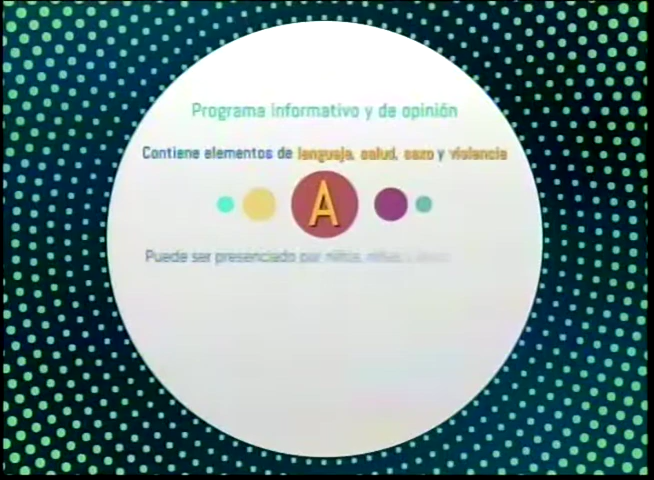 Programa informativo y de opinión
Contiene elementos de lenguaje, salud, sexo y violencia
A
Puede ser presenciado por niños, niñas